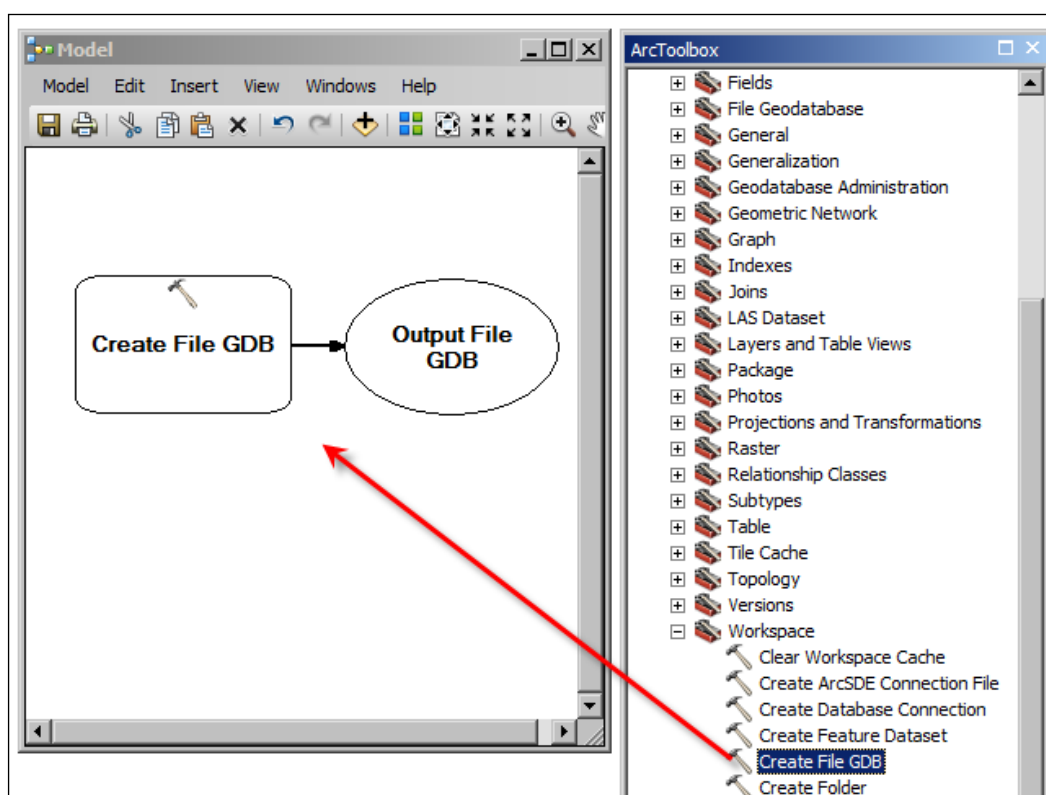 Model
Model Edit Insert View Windows Help
Create File GDB
Output File
GDB
ArcToolbox
Fields
File Geodatabase
General
Generalization
Geodatabase Administration
Geometric Network
Graph
Indexes
Joins
LAS Dataset
Layers and Table Views
Package
Photos
Projections and Transformations
Raster
Relationship Classes
Subtypes
Table
Tile Cache
Topology
Versions
Workspace
Clear Workspace Cache
Create ArcSDE Connection File
Create Database Connection
Create Feature Dataset
Create File GDB
Create Folder